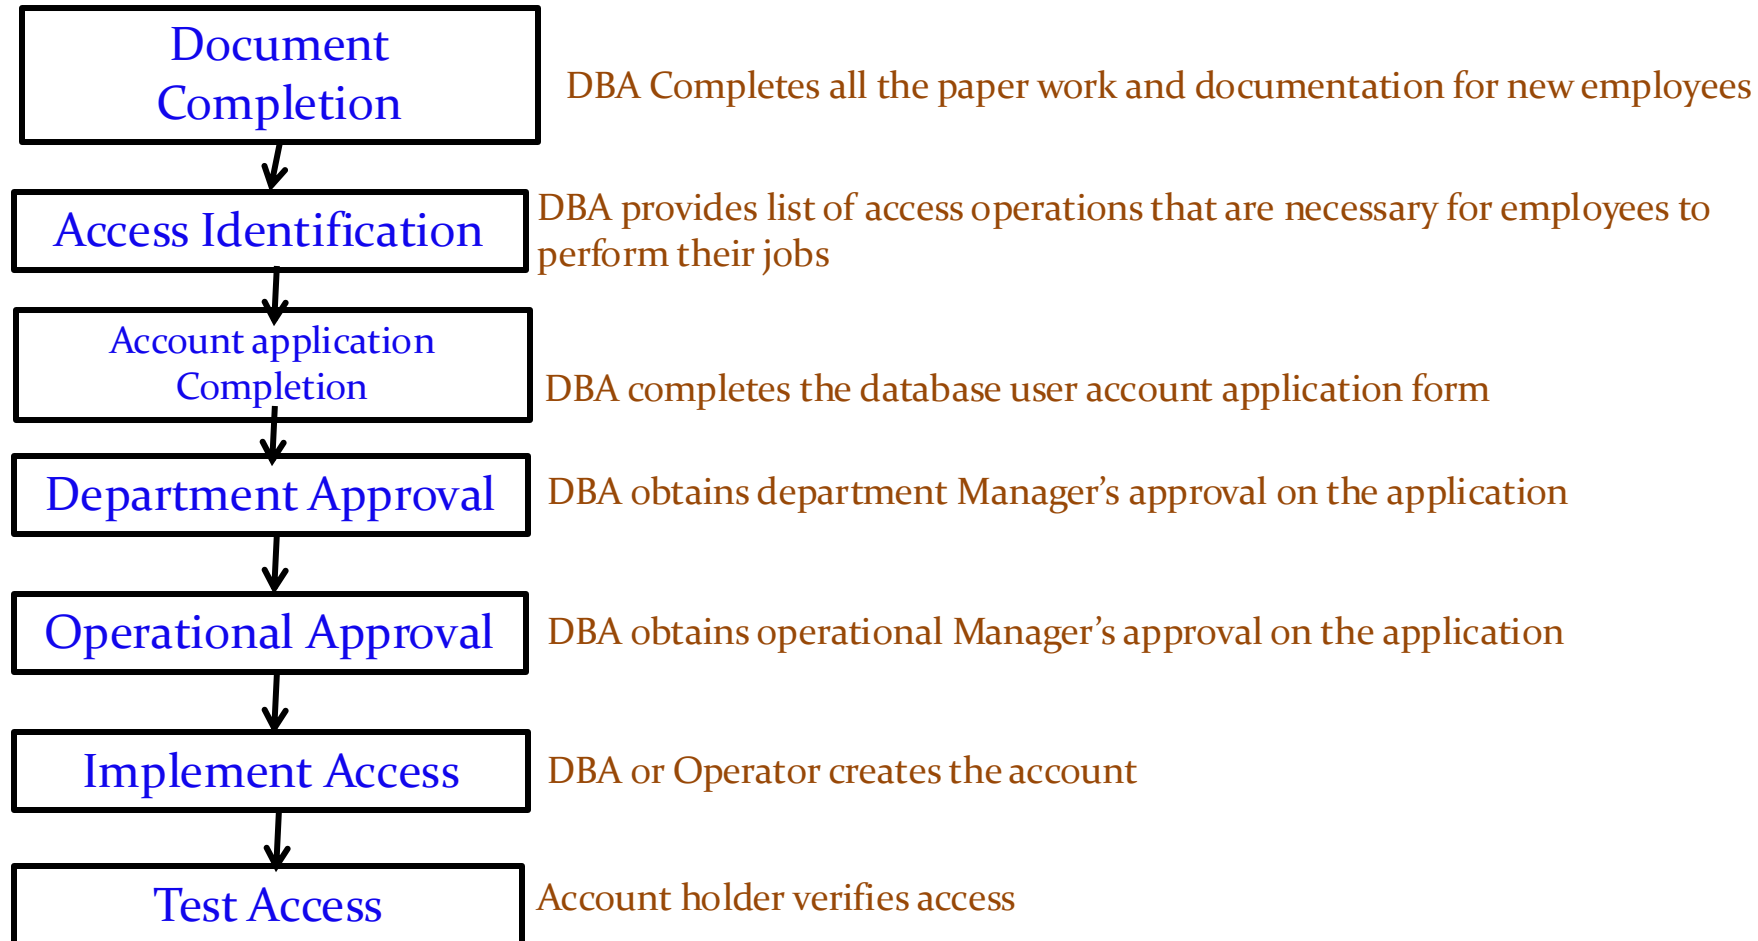 Document
Completion
DBA Completes all the paper work and documentation for new employees
Access Identification
DBA provides list of access operations that are necessary for employees to
perform their jobs
Account application
Completion
DBA completes the database user account application form
Department Approval
DBA obtains department Manager’s approval on the application
Operational Approval
DBA obtains operational Manager’s approval on the application
Implement Access
DBA or Operator creates the account
Test Access
Account holder verifies access